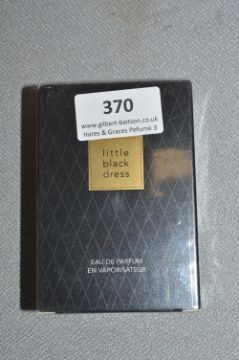 370
www.gilbert-baitson.co.uk
Hares & Graces Pefume 3
little
black
dress
EAU DE PARFUM
EN VAPORISATEUR